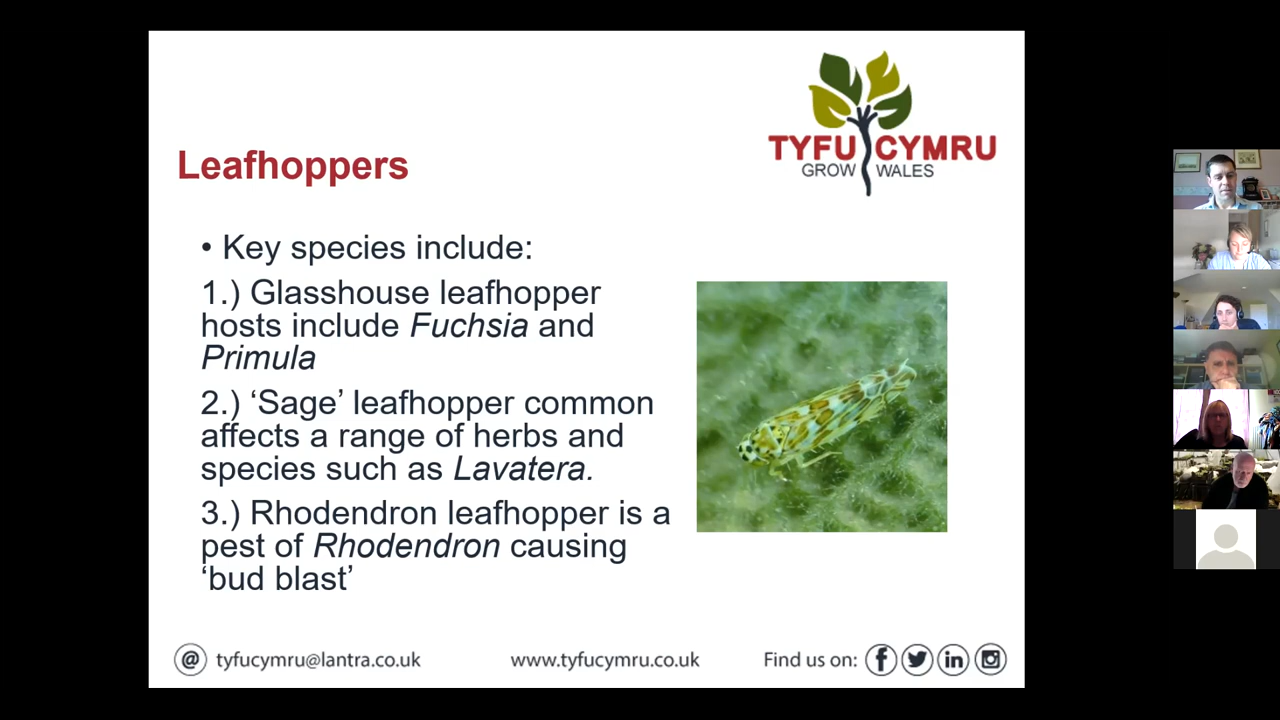 TYFU CYMRU
GROW WALES
Leafhoppers
• Key species include:
1.) Glasshouse leafhopper
hosts include Fuchsia and
Primula
2.) ‘Sage’ leafhopper common
affects a range of herbs and
species such as Lavatera.
3.) Rhodendron leafhopper is a
pest of Rhodendron causing
‘bud blast’
@ tyfucymru@lantra.co.uk
www.tyfucymru.co.uk
Find us on: